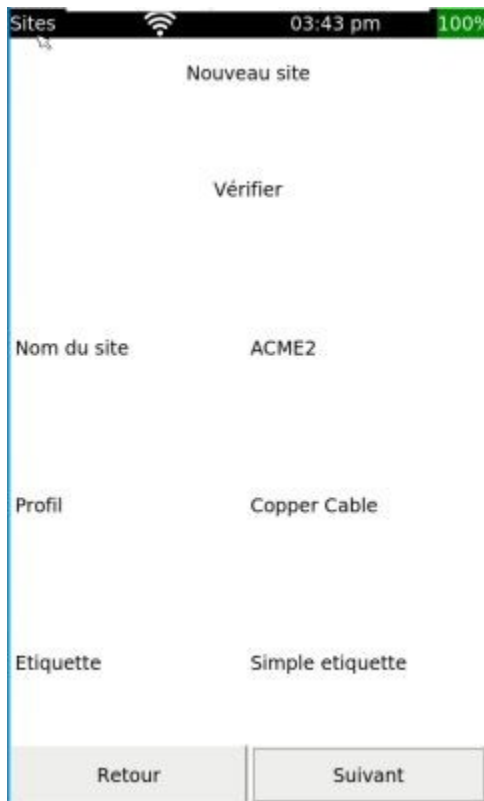 Sites 03:43 pm 100%
Nouveau site
Vérifier
Nom du site ACME2
Profil Copper Cable
Etiquette Simple etiquette
Retour Suivant